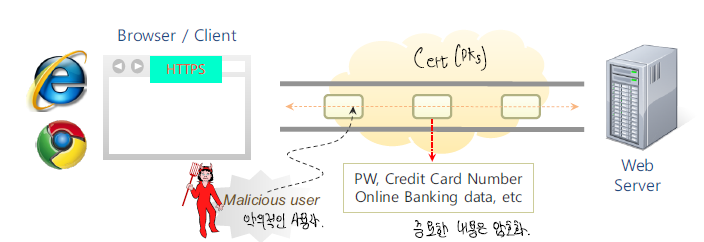 Browser / Client
HTTPS
Cert (PKs)
Malicious user
악의적인 사용자.
PW, Credit Card Number
Online Banking data, etc
중요한 내용은 암호화.
Web
Server